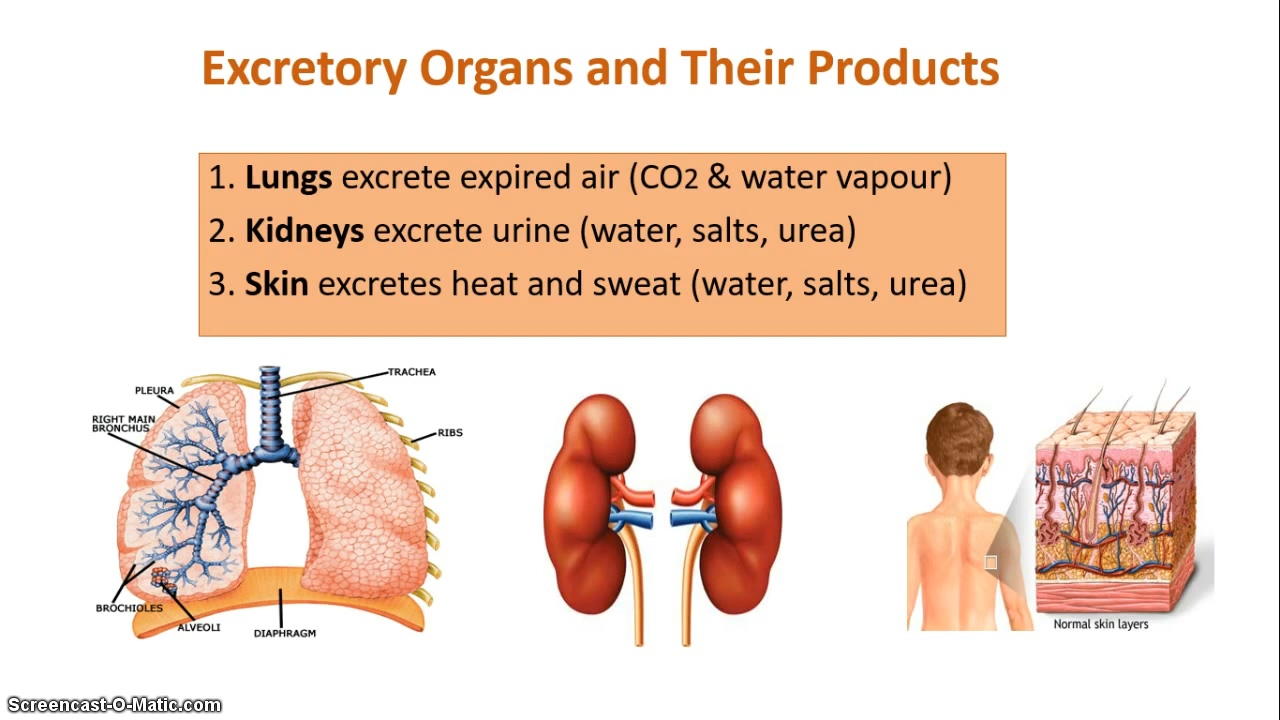 Excretory Organs and Their Products
1. Lungs excrete expired air (CO2 & water vapour)
2. Kidneys excrete urine (water, salts, urea)
3. Skin excretes heat and sweat (water, salts, urea)
TRACHEA
PLEURA
RIGHT MAIN
BRONCHUS
RIBS
BROCHIOLES
ALVEOLI
DIAPHRAGM
Normal skin layers
Screencast-O-Matic.com